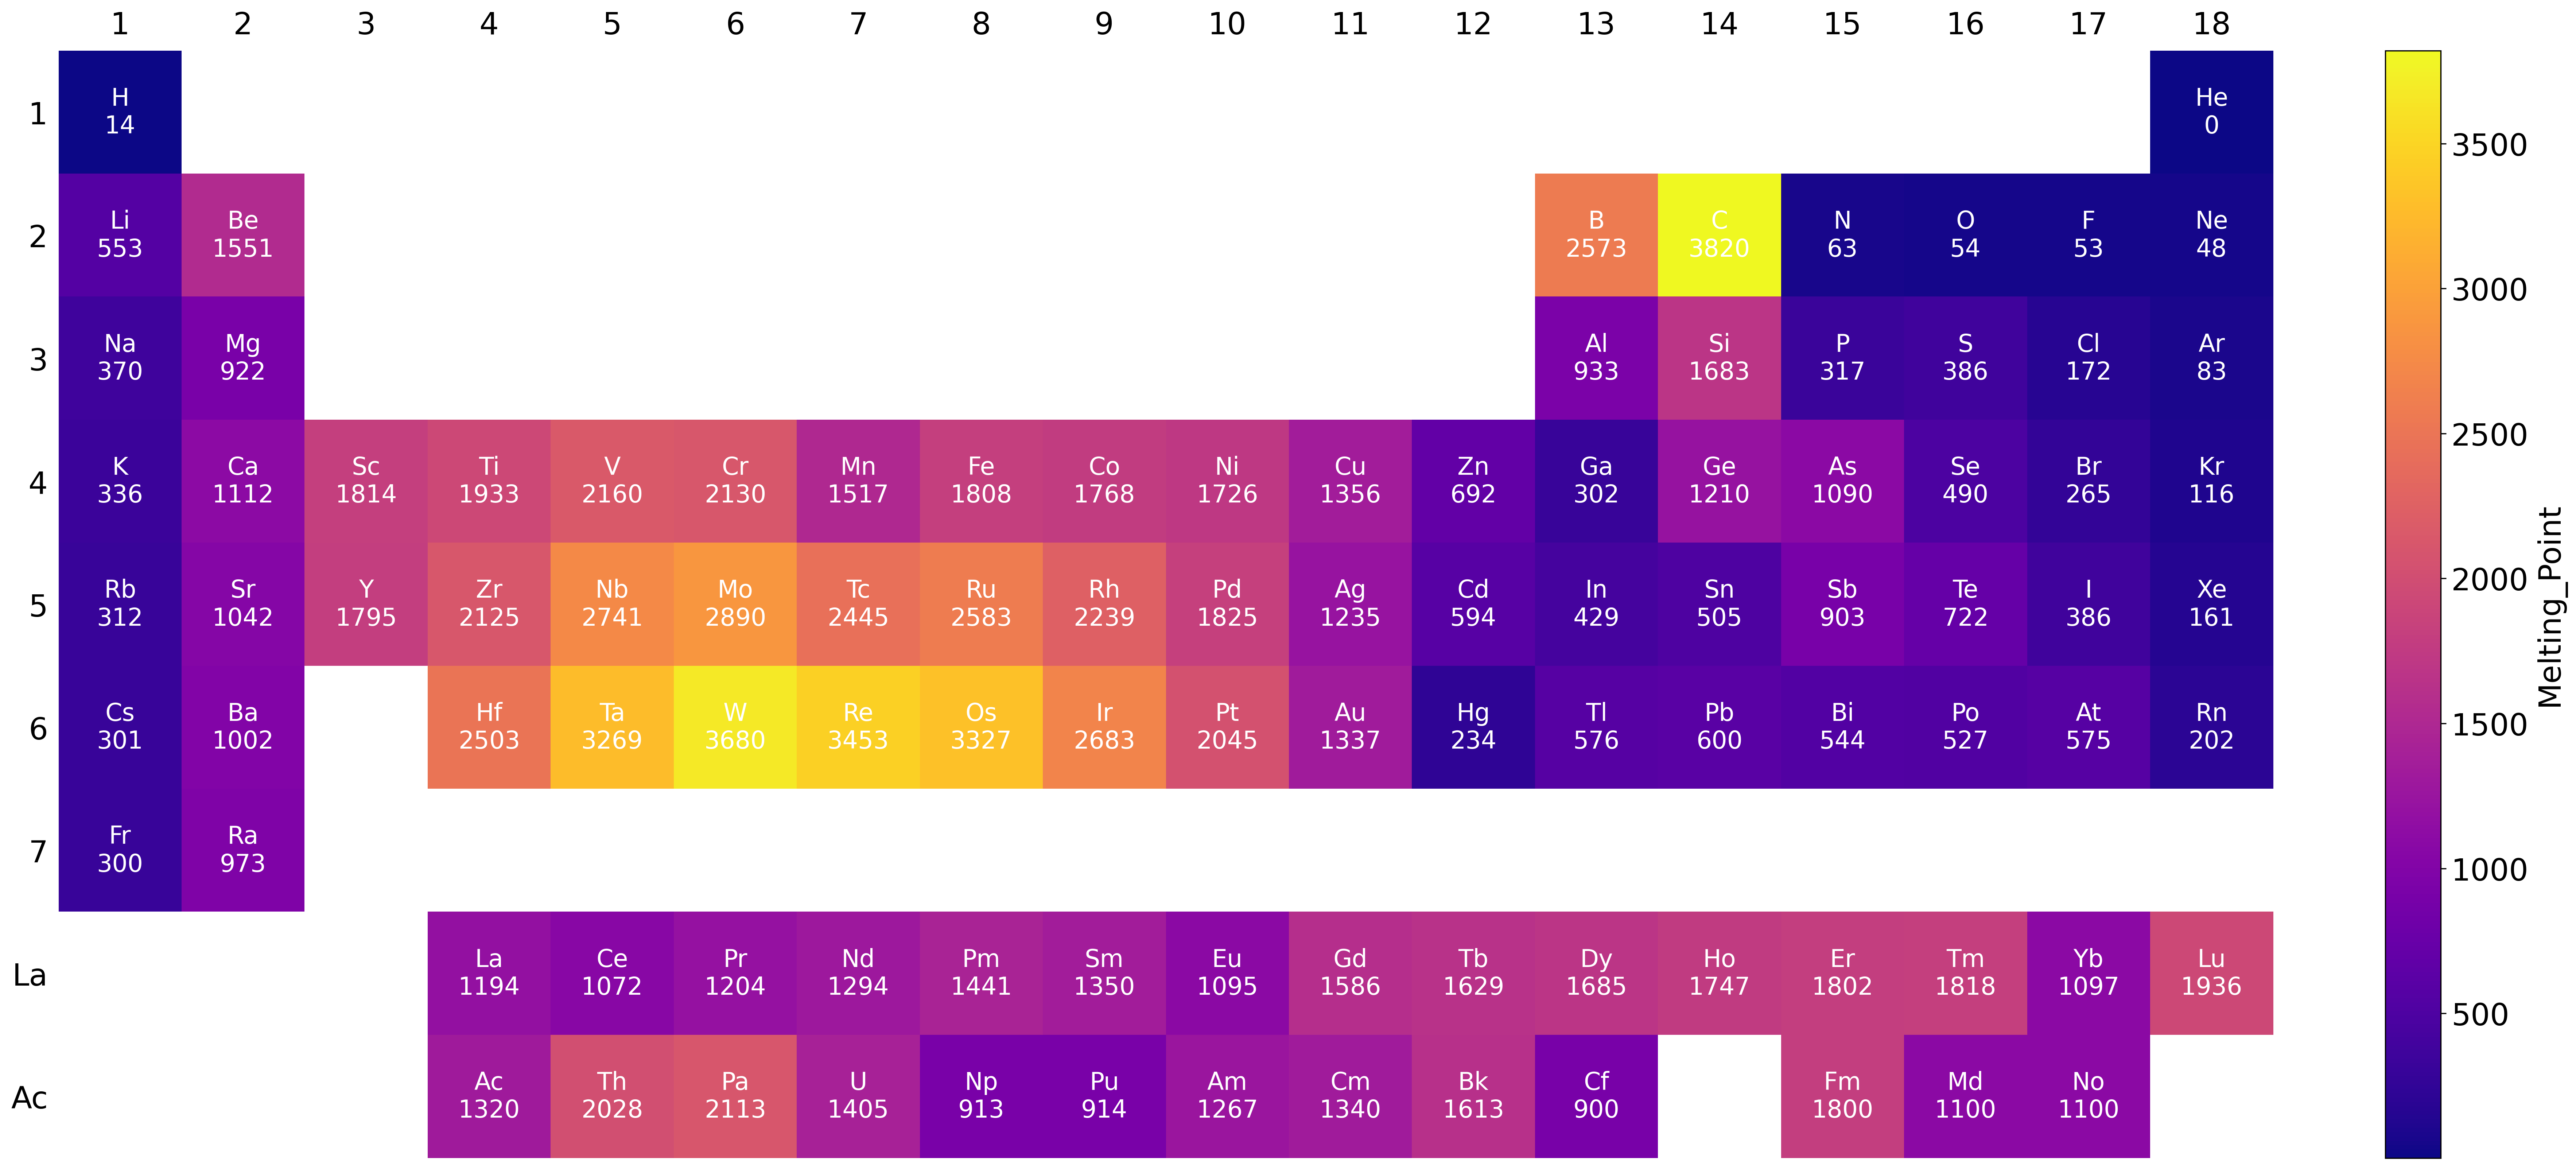 1 2 3 4 5 6 7 8 9 10 11 12 13 14 15 16 17 18
1
H He
14 0
2
Li Be B C N O F Ne
553 1551 2573 3820 63 54 53 48
3
Na Mg Al Si P S Cl Ar
370 922 933 1683 317 386 172 83
4
K Ca Sc Ti V Cr Mn Fe Co Ni Cu Zn Ga Ge As Se Br Kr
336 1112 1814 1933 2160 2130 1517 1808 1768 1726 1356 692 302 1210 1090 490 265 116
5
Rb Sr Y Zr Nb Mo Tc Ru Rh Pd Ag Cd In Sn Sb Te I Xe
312 1042 1795 2125 2741 2890 2445 2583 2239 1825 1235 594 429 505 903 722 386 161
6
Cs Ba Hf Ta W Re Os Ir Pt Au Hg Tl Pb Bi Po At Rn
301 1002 2503 3269 3680 3453 3327 2683 2045 1337 234 576 600 544 527 575 202
7
Fr Ra
300 973
La
La Ce Pr Nd Pm Sm Eu Gd Tb Dy Ho Er Tm Yb Lu
1194 1072 1204 1294 1441 1350 1095 1586 1629 1685 1747 1802 1818 1097 1936
Ac
Ac Th Pa U Np Pu Am Cm Bk Cf Fm Md No
1320 2028 2113 1405 913 914 1267 1340 1613 900 1800 1100 1100
3500
3000
2500
2000
1500
1000
500
Melting_Point